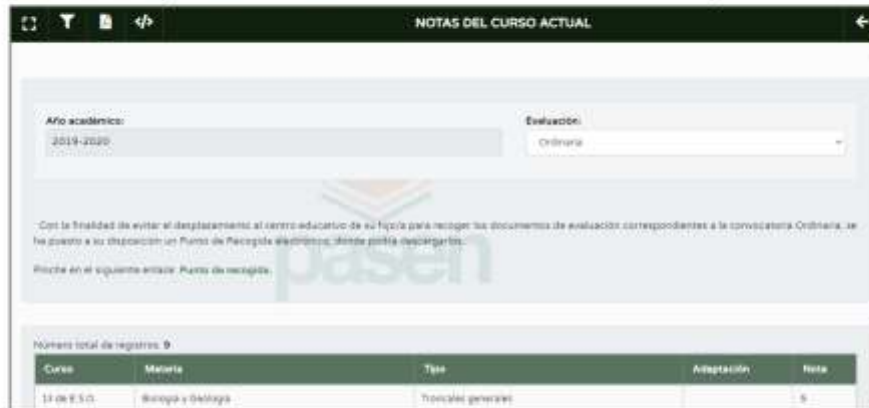 NOTAS DEL CURSO ACTUAL
Año académico:
Evaluación:
2019-2020
Ordinaria
Con la finalidad de evitar el desplazamiento al centro educativo de su hijo/a para recoger los documentos de evaluación correspondientes a la convocatoria Ordinaria, se
ha puesto a su disposición un Punto de Recogida electrónico, donde podrá descargarlos.
Pinche en el siguiente enlace: Punto de recogida.
pasen
Número total de registros: 9
Curso Materia Tipo Adaptación Nota
de E.S.O. Biología y Geología Troncales generales